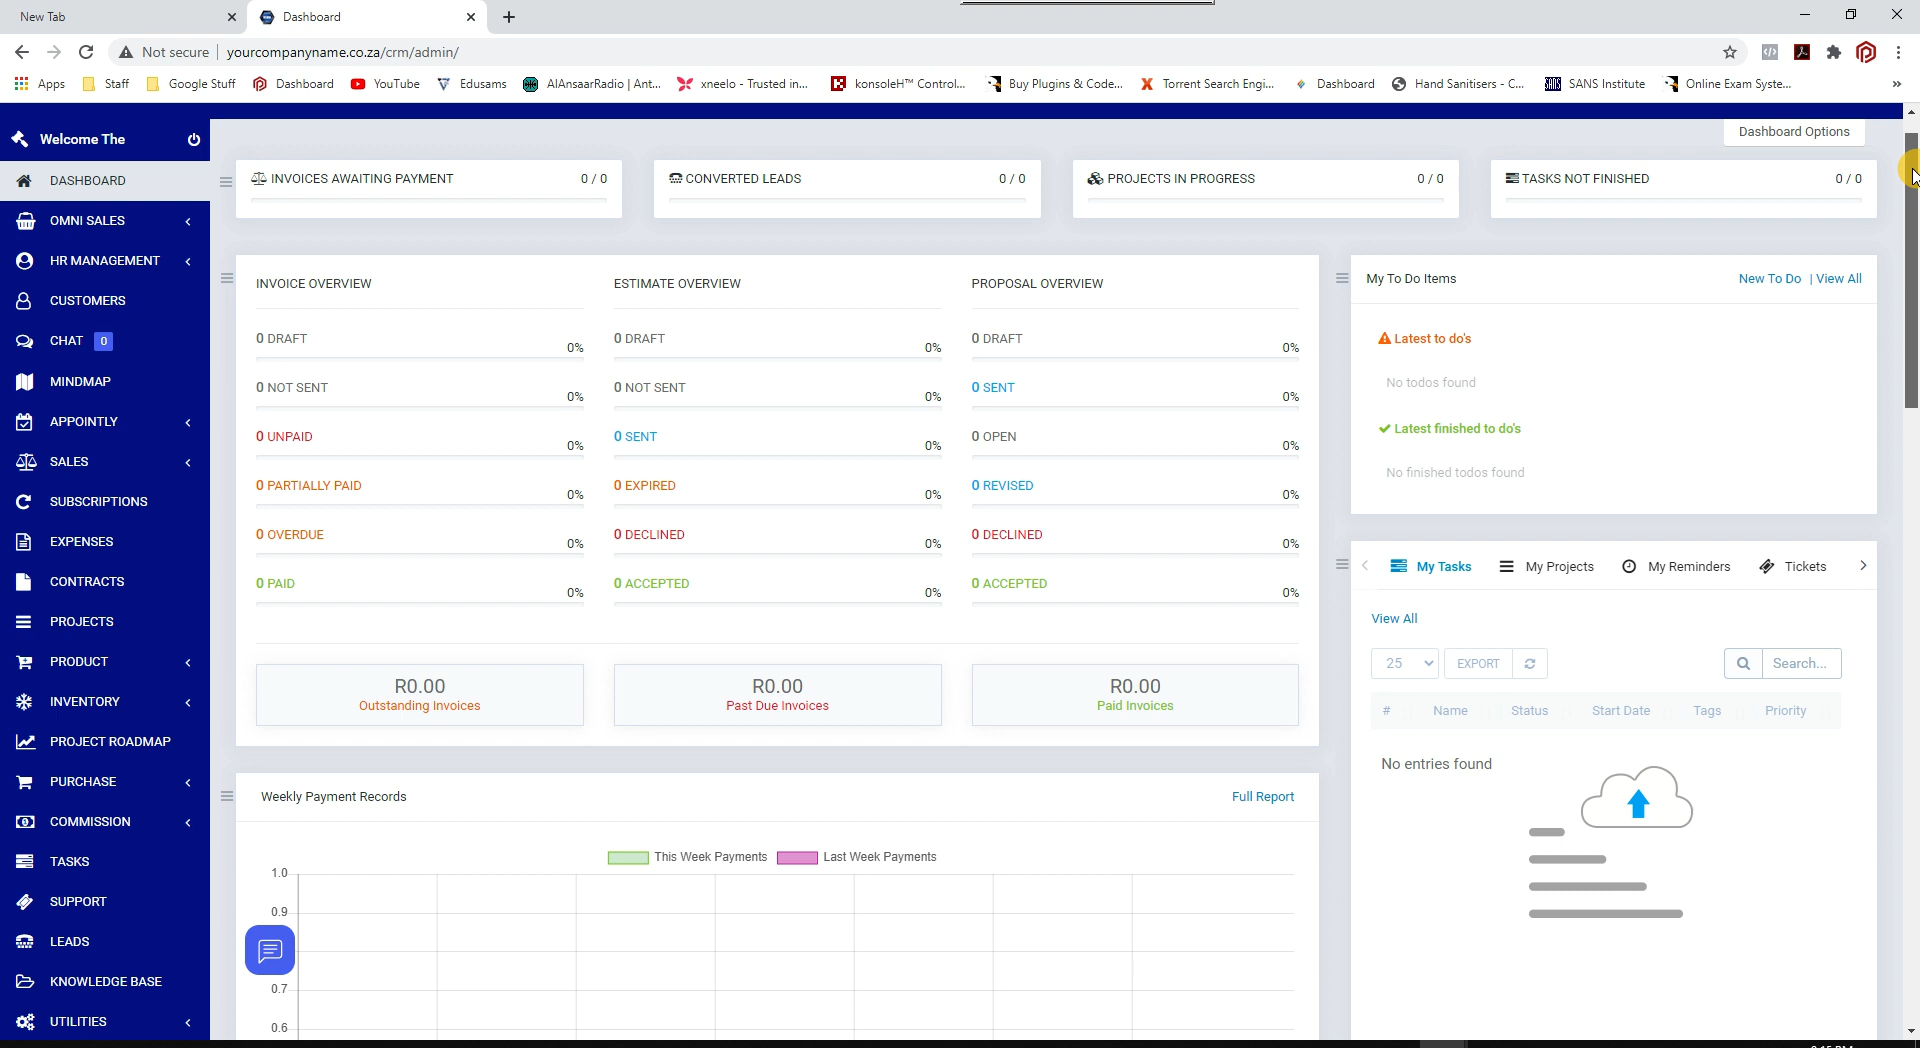 New Tab
Dashboard
Not secure
yourcompanyname.co.za/crm/admin/
Apps
Staff
Google Stuff
Dashboard
YouTube
Edusams
AlAnsaarRadio | Ant...
xneelo - Trusted in...
konsoleH™ Control...
Buy Plugins & Code...
Torrent Search Engi...
Dashboard
Hand Sanitisers - C...
SANS Institute
Online Exam Syste...
»
Welcome The
Dashboard Options
DASHBOARD
OMNI SALES
HR MANAGEMENT
CUSTOMERS
CHAT 0
MINDMAP
APPOINTLY
SALES
SUBSCRIPTIONS
EXPENSES
CONTRACTS
PROJECTS
PRODUCT
INVENTORY
PROJECT ROADMAP
PURCHASE
COMMISSION
TASKS
SUPPORT
LEADS
KNOWLEDGE BASE
UTILITIES
INVOICES AWAITING PAYMENT 0 / 0
CONVERTED LEADS 0 / 0
PROJECTS IN PROGRESS 0 / 0
TASKS NOT FINISHED 0 / 0
INVOICE OVERVIEW
0 DRAFT 0%
0 NOT SENT 0%
0 UNPAID 0%
0 PARTIALLY PAID 0%
0 OVERDUE 0%
0 PAID 0%
ESTIMATE OVERVIEW
0 DRAFT 0%
0 NOT SENT 0%
0 SENT 0%
0 EXPIRED 0%
0 DECLINED 0%
0 ACCEPTED 0%
PROPOSAL OVERVIEW
0 DRAFT 0%
0 SENT 0%
0 OPEN 0%
0 REVISED 0%
0 DECLINED 0%
0 ACCEPTED 0%
R0.00
Outstanding Invoices
R0.00
Past Due Invoices
R0.00
Paid Invoices
Weekly Payment Records
Full Report
This Week Payments
Last Week Payments
1.0
0.9
0.7
0.6
My To Do Items
New To Do | View All
Latest to do's
No todos found
Latest finished to do's
No finished todos found
My Tasks
My Projects
My Reminders
Tickets
View All
25
EXPORT
Search...
# Name Status Start Date Tags Priority
No entries found